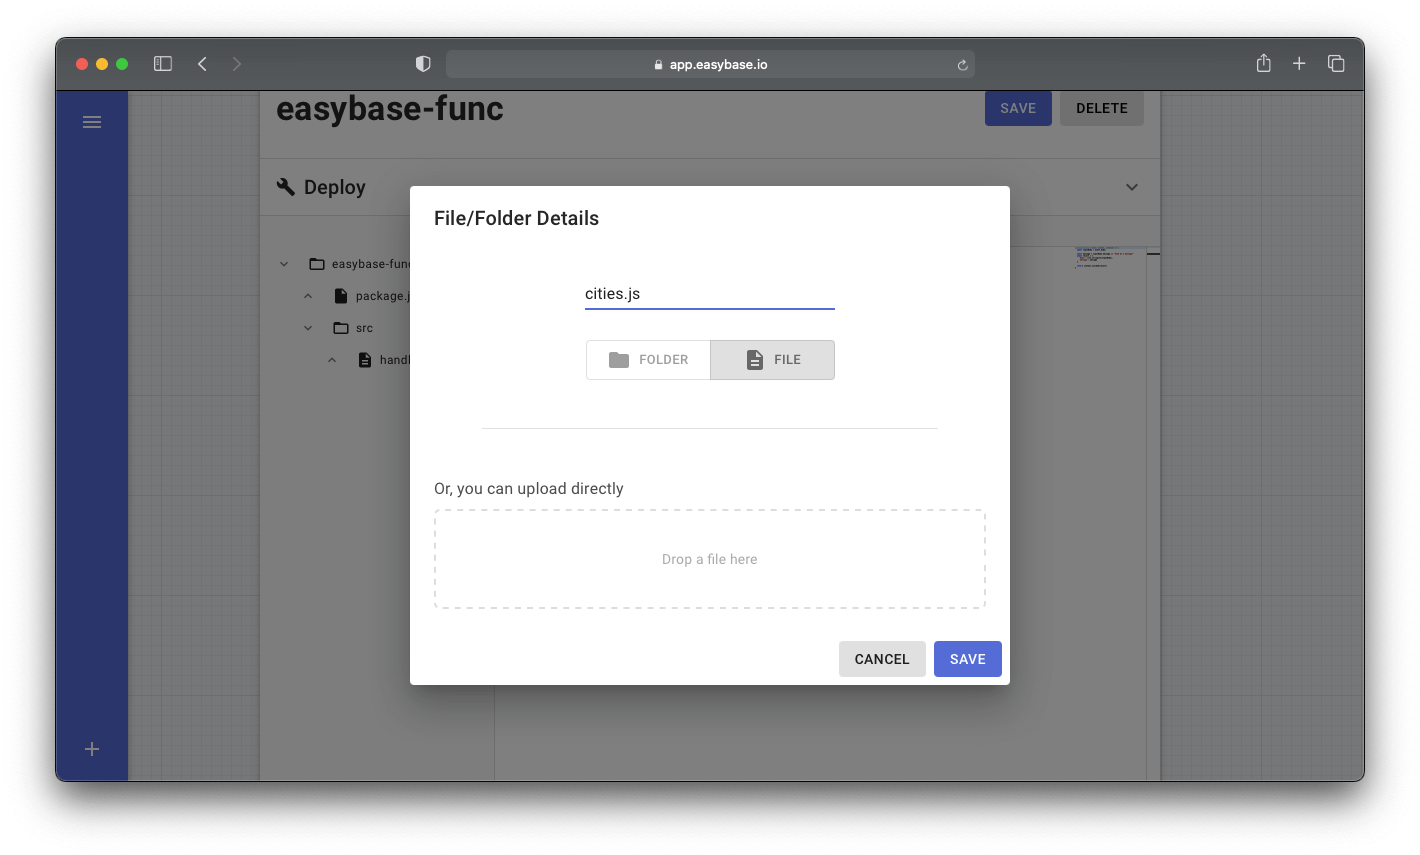 app.easybase.io
easybase-func
SAVE
DELETE
Deploy
File/Folder Details
easybase-func
cities.js
package.j
src
FOLDER
FILE
handl
Or, you can upload directly
Drop a file here
CANCEL
SAVE